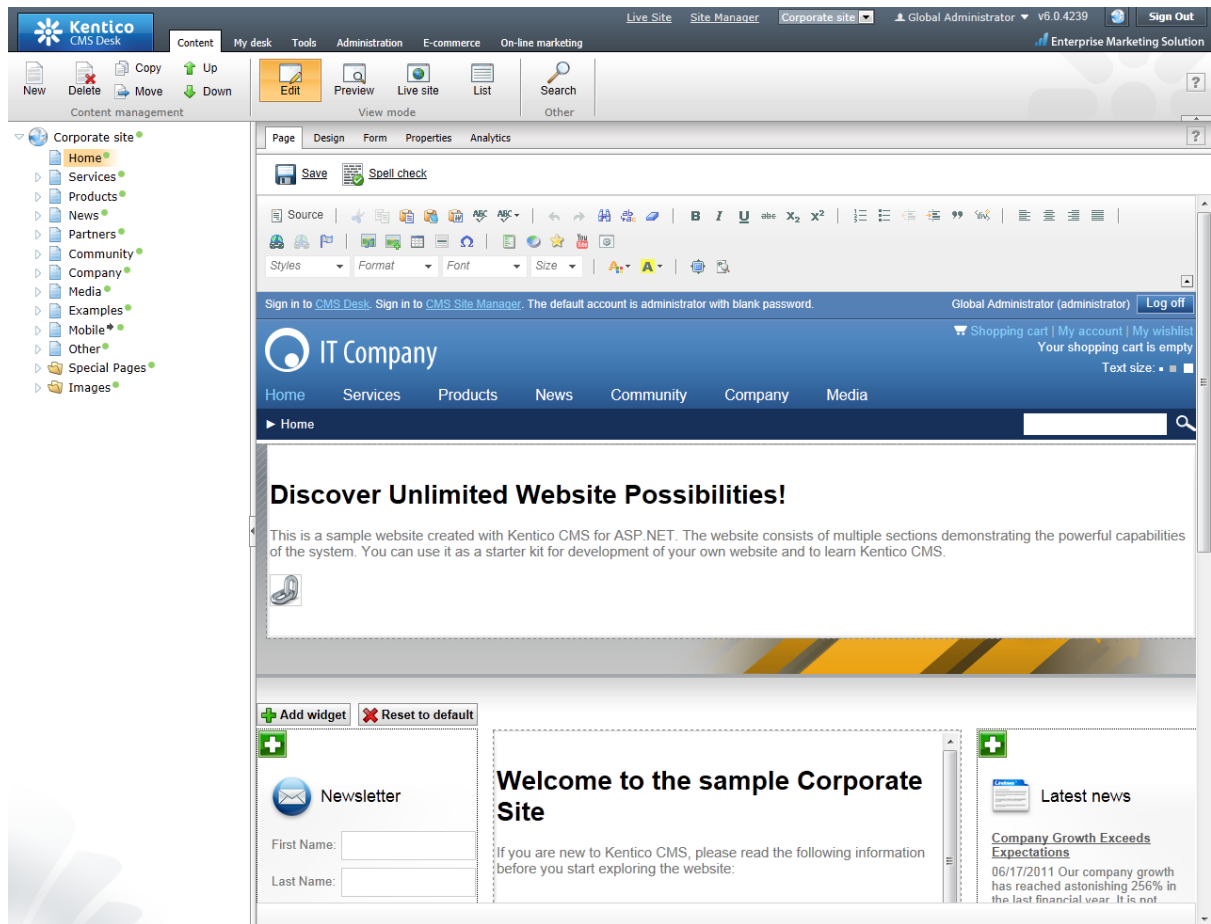 Kentico
CMS Desk
Live Site Site Manager Corporate site Global Administrator v6.0.4239 Sign Out
Content My desk Tools Administration E-commerce On-line marketing
Enterprise Marketing Solution
New Delete Copy Move Up Down
Content management
Edit Preview Live site List
View mode
Search
Other
?
Corporate site
Home
Services
Products
News
Partners
Community
Company
Media
Examples
Mobile
Other
Special Pages
Images
Page Design Form Properties Analytics
?
Save Spell check
Source ABC ABC B I U abc X2 x2
Ω
Styles Format Font Size A A
Sign in to CMS Desk. Sign in to CMS Site Manager. The default account is administrator with blank password.
Global Administrator (administrator) Log off
IT Company
Shopping cart | My account | My wishlist
Your shopping cart is empty
Text size:
Home Services Products News Community Company Media
► Home
Discover Unlimited Website Possibilities!
This is a sample website created with Kentico CMS for ASP.NET. The website consists of multiple sections demonstrating the powerful capabilities
of the system. You can use it as a starter kit for development of your own website and to learn Kentico CMS.
Add widget Reset to default
Newsletter
First Name:
Last Name:
Welcome to the sample Corporate
Site
If you are new to Kentico CMS, please read the following information
before you start exploring the website:
Latest news
Company Growth Exceeds
Expectations
06/17/2011 Our company growth
has reached astonishing 256% in
the last financial year. It is not